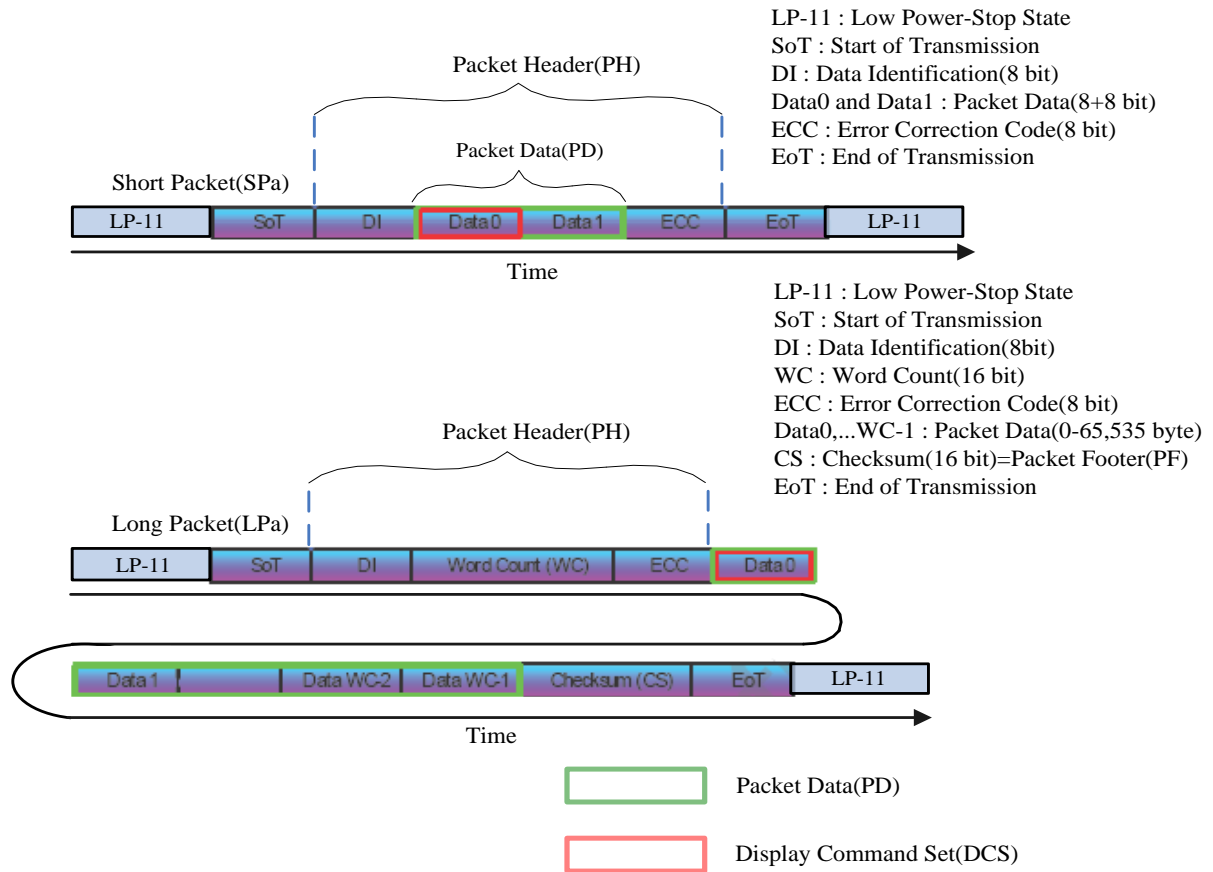 LP-11 : Low Power-Stop State
SoT : Start of Transmission
DI : Data Identification(8 bit)
Data0 and Data1 : Packet Data(8+8 bit)
ECC : Error Correction Code(8 bit)
EoT : End of Transmission
Packet Header(PH)
Packet Data(PD)
Short Packet(SPa)
LP-11 SoT DI Data0 Data 1 ECC EoT LP-11
Time
LP-11 : Low Power-Stop State
SoT : Start of Transmission
DI : Data Identification(8bit)
WC : Word Count(16 bit)
ECC : Error Correction Code(8 bit)
Data0,...WC-1 : Packet Data(0-65,535 byte)
CS : Checksum(16 bit)=Packet Footer(PF)
EoT : End of Transmission
Packet Header(PH)
Long Packet(LPa)
LP-11 SoT DI Word Count (WC) ECC Data0
Data 1 Data WC-2 Data WC-1 Checksum (CS) EoT LP-11
Time
Packet Data(PD)
Display Command Set(DCS)